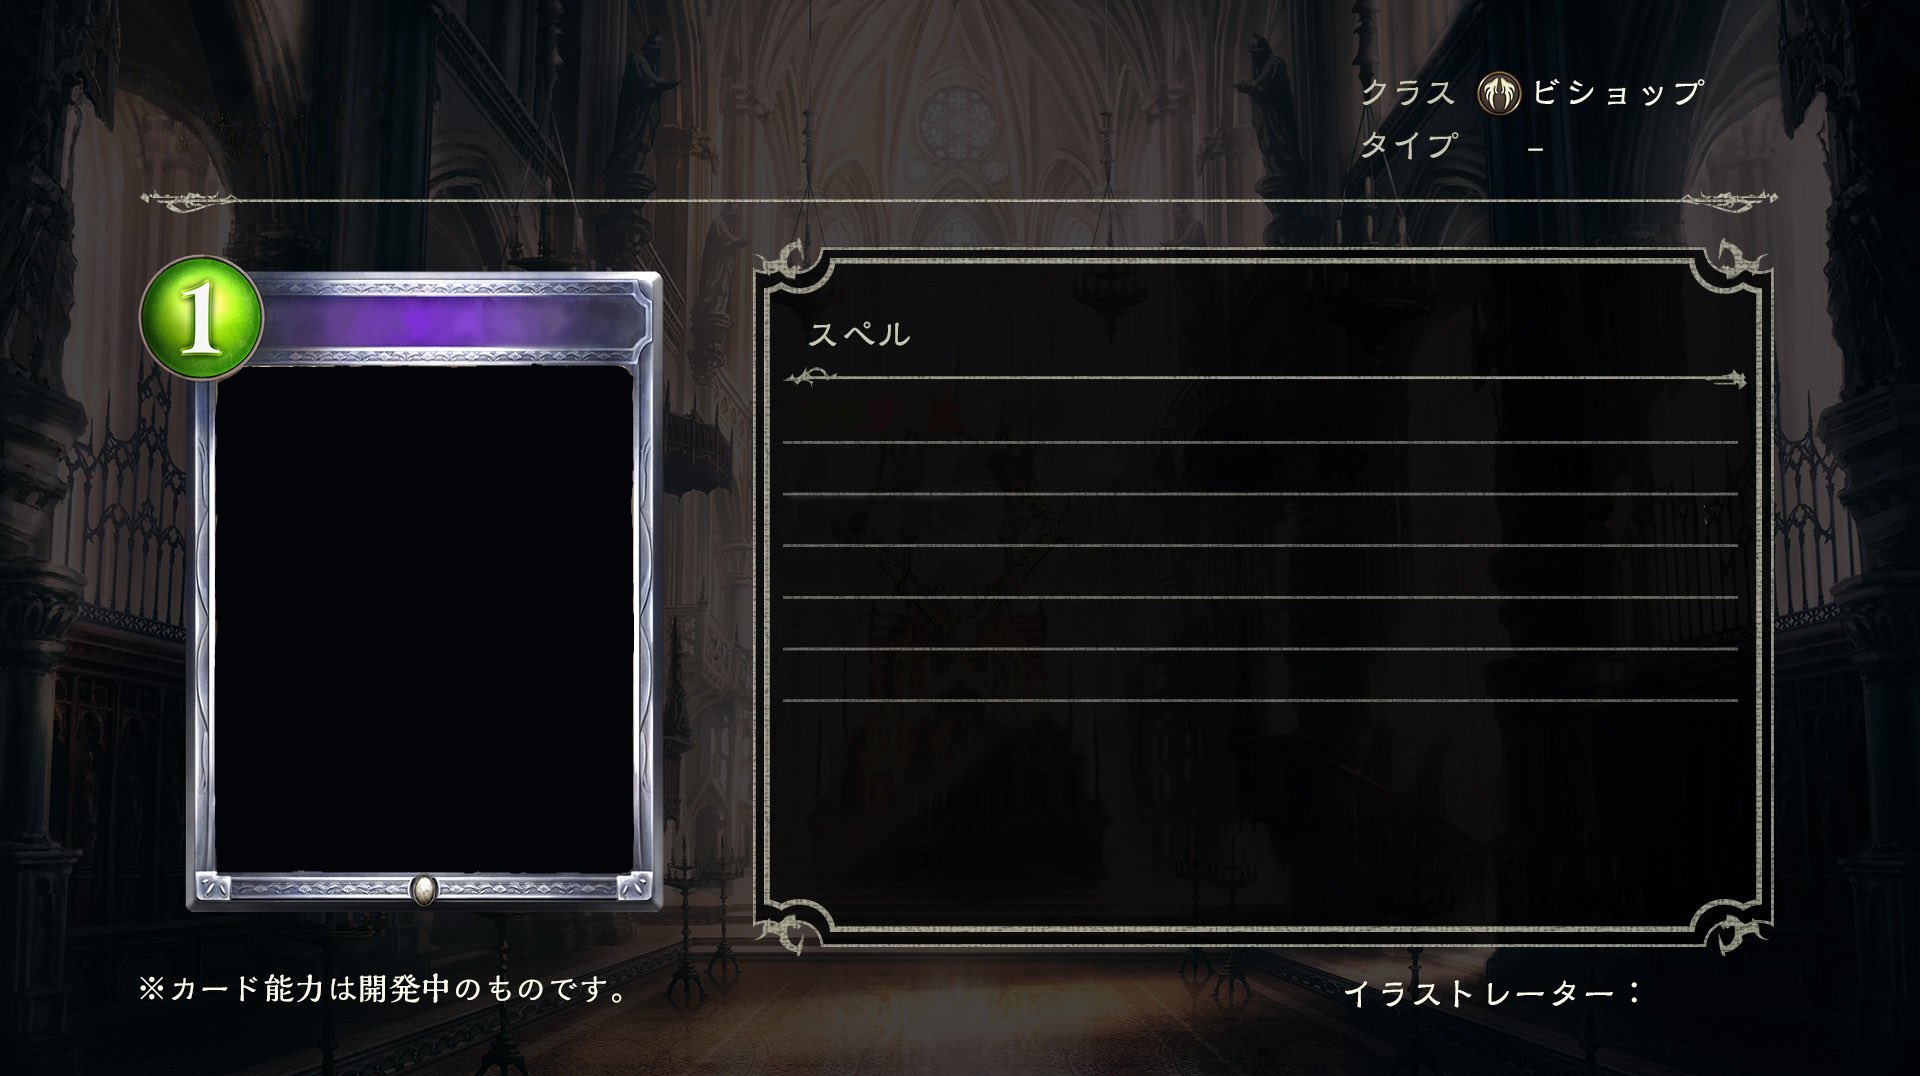 クラス ビショップ
タイプ －
1
スペル
※カード能力は開発中のものです。
イラストレーター：